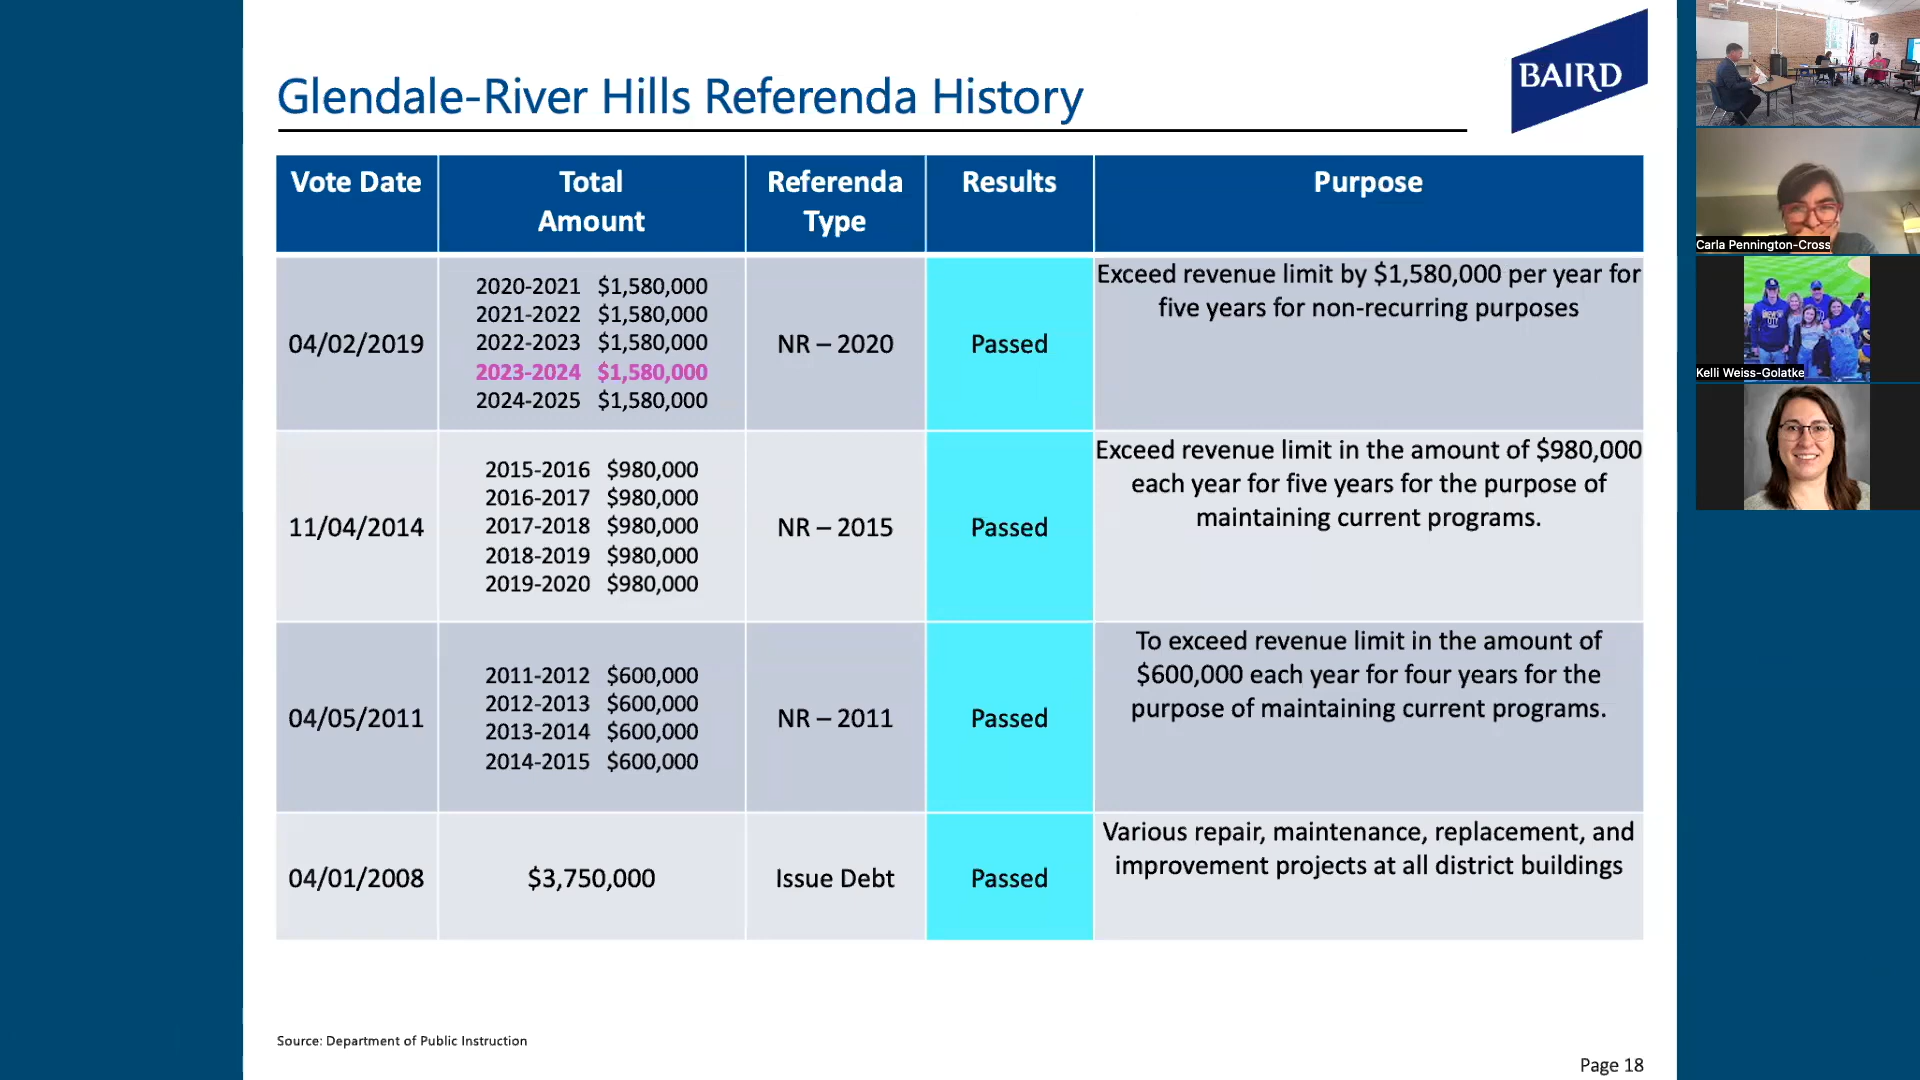 Glendale-River Hills Referenda History
BAIRD
Vote Date
Total
Amount
Referenda
Type
Results
Purpose
04/02/2019
2020-2021 $1,580,000
2021-2022 $1,580,000
2022-2023 $1,580,000
2023-2024 $1,580,000
2024-2025 $1,580,000
NR – 2020
Passed
Exceed revenue limit by $1,580,000 per year for
five years for non-recurring purposes
11/04/2014
2015-2016 $980,000
2016-2017 $980,000
2017-2018 $980,000
2018-2019 $980,000
2019-2020 $980,000
NR – 2015
Passed
Exceed revenue limit in the amount of $980,000
each year for five years for the purpose of
maintaining current programs.
04/05/2011
2011-2012 $600,000
2012-2013 $600,000
2013-2014 $600,000
2014-2015 $600,000
NR – 2011
Passed
To exceed revenue limit in the amount of
$600,000 each year for four years for the
purpose of maintaining current programs.
04/01/2008
$3,750,000
Issue Debt
Passed
Various repair, maintenance, replacement, and
improvement projects at all district buildings
Source: Department of Public Instruction
Page 18
Carla Pennington-Cross
Kelli Weiss-Golatke